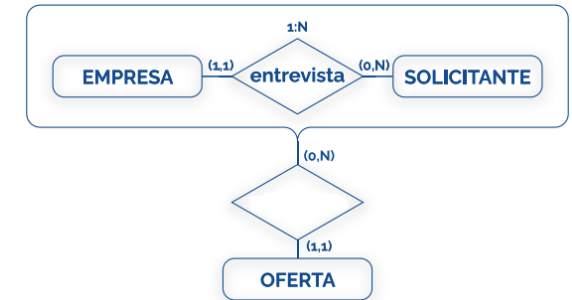 1:N
EMPRESA (1,1) entrevista (0,N) SOLICITANTE
(0,N)
(1,1)
OFERTA